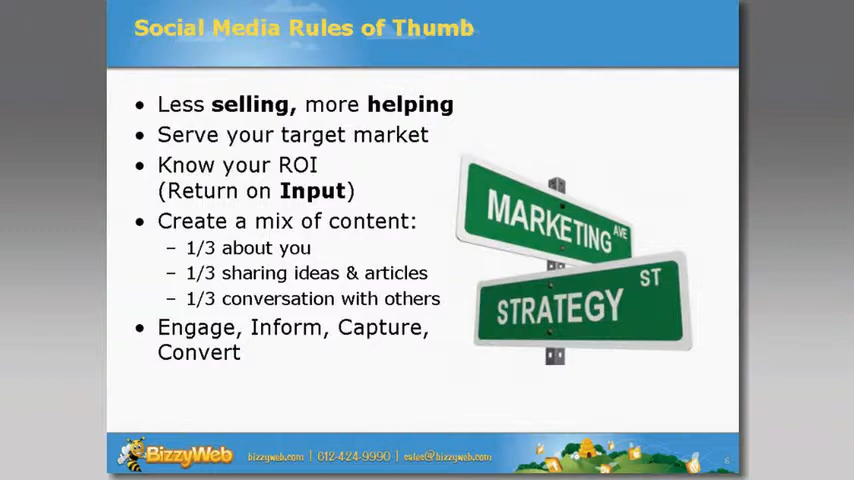 Social Media Rules of Thumb
• Less selling, more helping
• Serve your target market
• Know your ROI
(Return on Input)
• Create a mix of content:
– 1/3 about you
– 1/3 sharing ideas & articles
– 1/3 conversation with others
• Engage, Inform, Capture,
Convert
MARKETING AVE
STRATEGY ST
BizzyWeb bizzyweb.com | 612-424-9990 | sales@bizzyweb.com